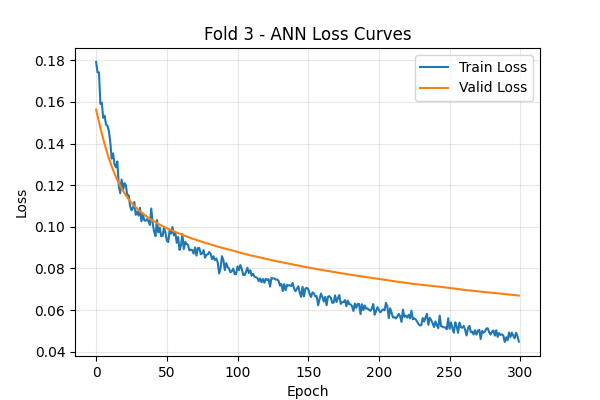 Fold 3 - ANN Loss Curves
Train Loss
Valid Loss
Loss
0.18
0.16
0.14
0.12
0.10
0.08
0.06
0.04
0 50 100 150 200 250 300
Epoch